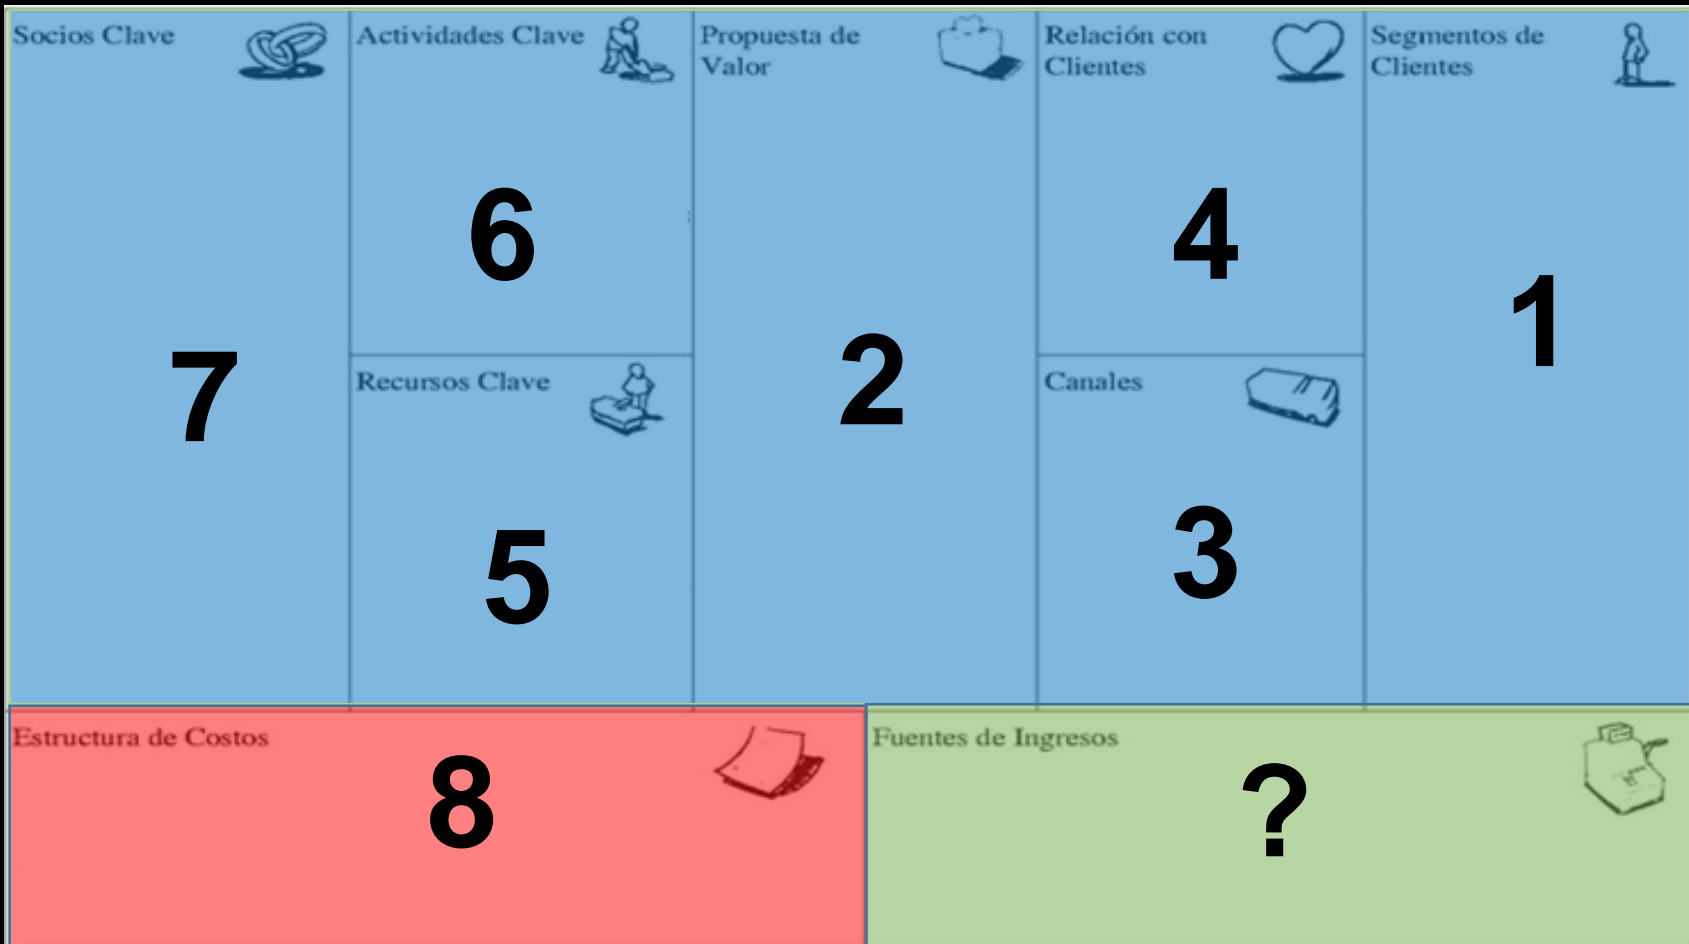 Socios Clave
Actividades Clave
Propuesta de
Valor
Relación con
Clientes
Segmentos de
Clientes
6
4
1
7
2
Recursos Clave
Canales
5
3
Estructura de Costos
8
Fuentes de Ingresos
?